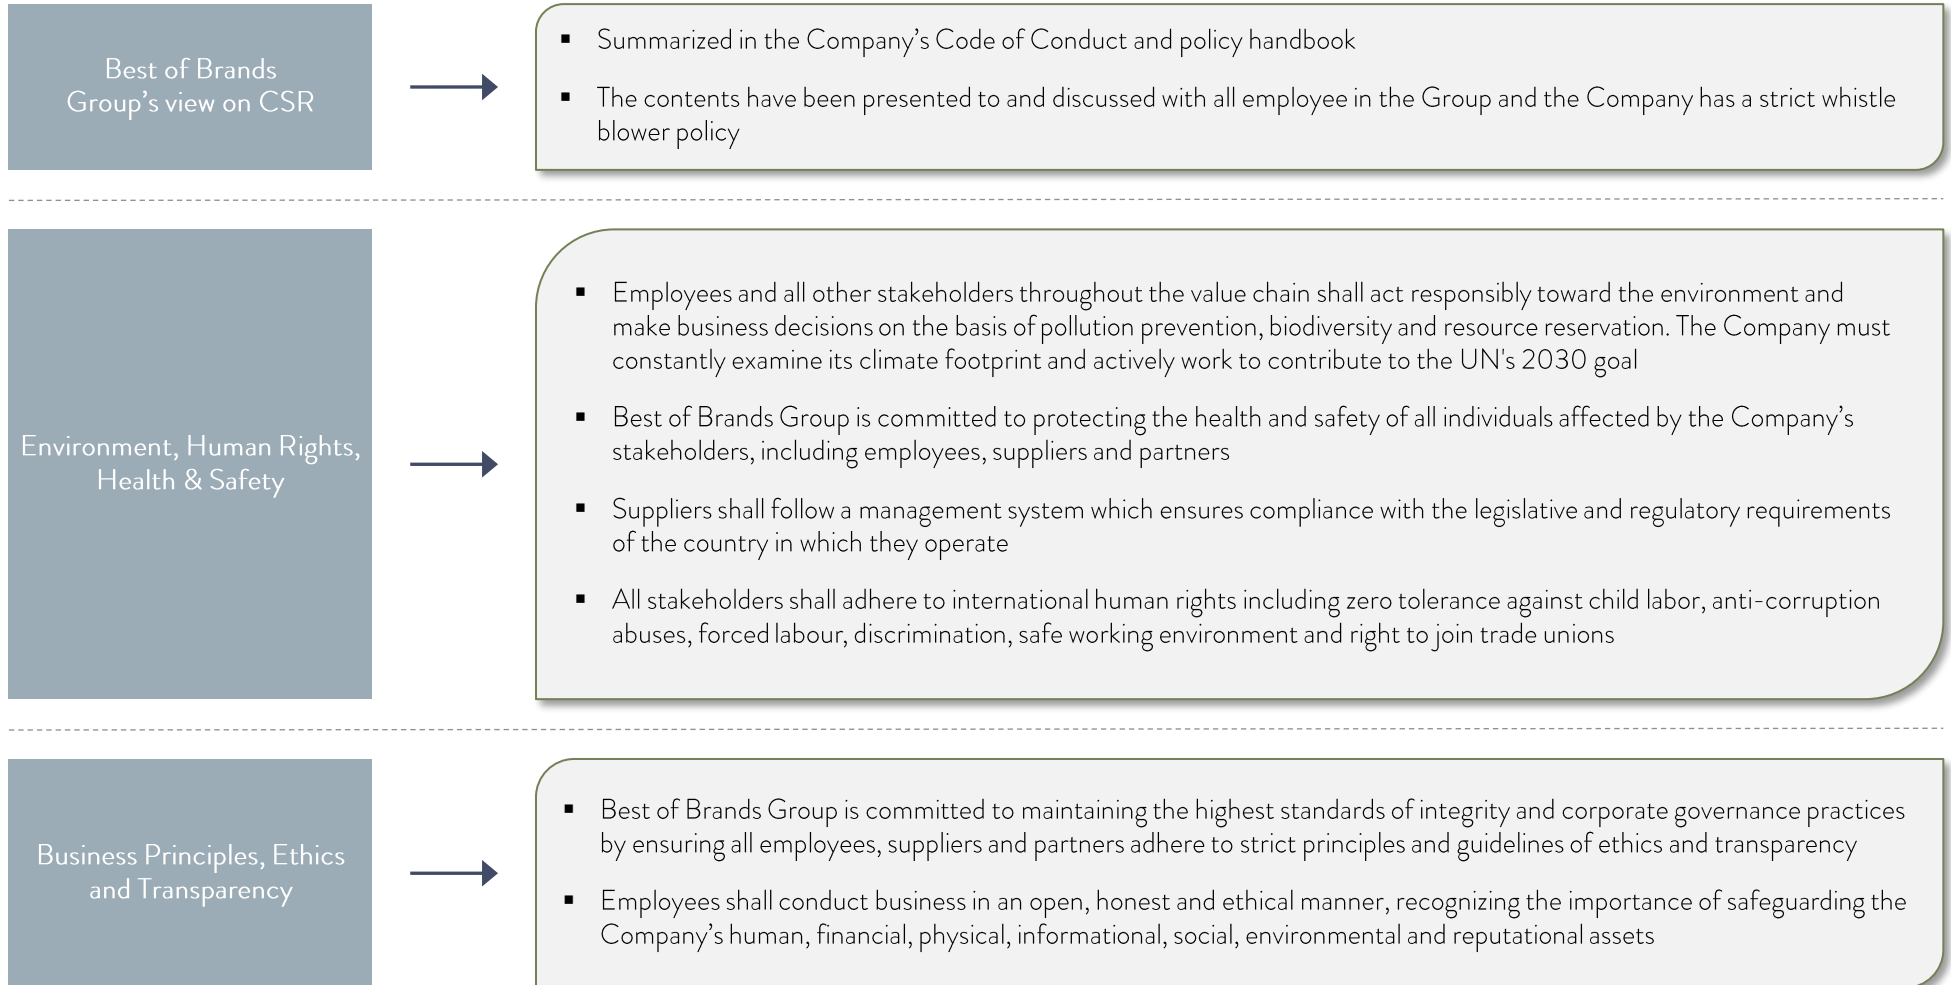 Best of Brands
Group’s view on CSR
▪ Summarized in the Company’s Code of Conduct and policy handbook
▪ The contents have been presented to and discussed with all employee in the Group and the Company has a strict whistle
blower policy
Environment, Human Rights,
Health & Safety
▪ Employees and all other stakeholders throughout the value chain shall act responsibly toward the environment and
make business decisions on the basis of pollution prevention, biodiversity and resource reservation. The Company must
constantly examine its climate footprint and actively work to contribute to the UN's 2030 goal
▪ Best of Brands Group is committed to protecting the health and safety of all individuals affected by the Company’s
stakeholders, including employees, suppliers and partners
▪ Suppliers shall follow a management system which ensures compliance with the legislative and regulatory requirements
of the country in which they operate
▪ All stakeholders shall adhere to international human rights including zero tolerance against child labor, anti-corruption
abuses, forced labour, discrimination, safe working environment and right to join trade unions
Business Principles, Ethics
and Transparency
▪ Best of Brands Group is committed to maintaining the highest standards of integrity and corporate governance practices
by ensuring all employees, suppliers and partners adhere to strict principles and guidelines of ethics and transparency
▪ Employees shall conduct business in an open, honest and ethical manner, recognizing the importance of safeguarding the
Company’s human, financial, physical, informational, social, environmental and reputational assets